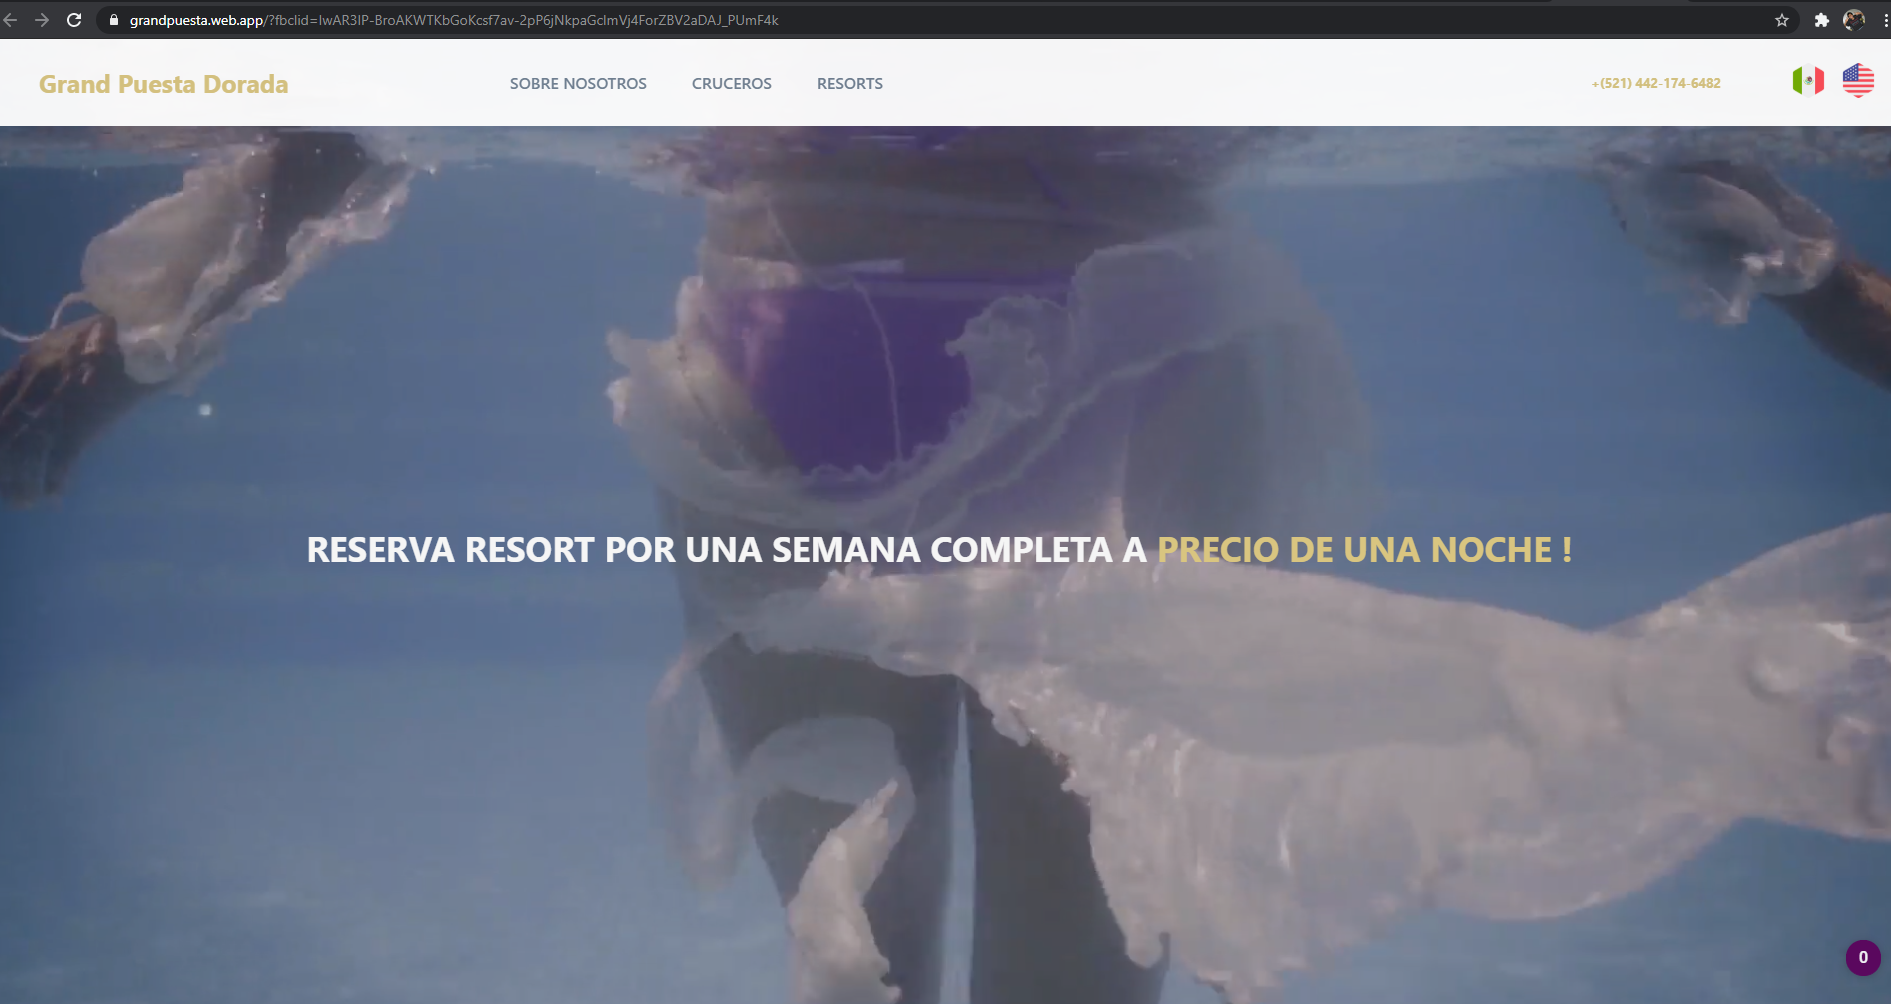 grandpuesta.web.app/?fbclid=IwAR3IP-BroAKWTKbGoKcsf7av-2pP6jNkpaGclmVj4ForZBV2aDAJ_PUmF4k
Grand Puesta Dorada
SOBRE NOSOTROS
CRUCEROS
RESORTS
+(521) 442-174-6482
RESERVA RESORT POR UNA SEMANA COMPLETA A PRECIO DE UNA NOCHE !
0